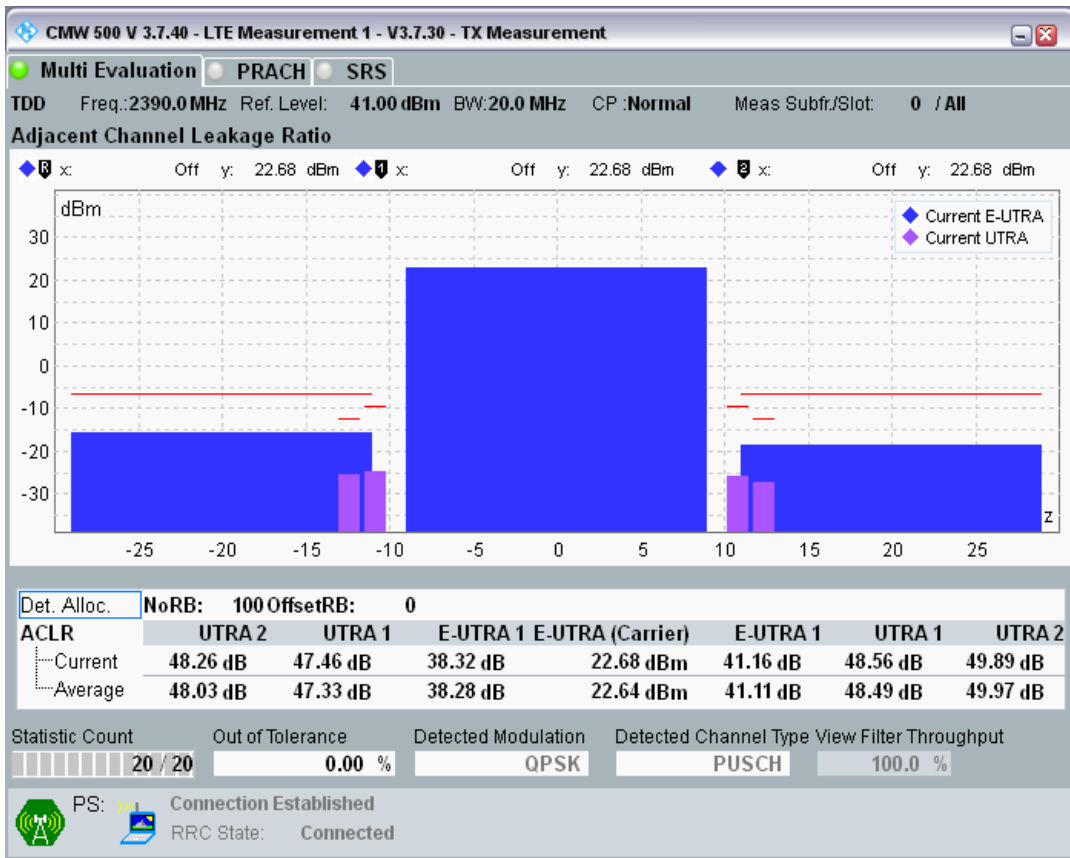 CMW 500 V 3.7.40 - LTE Measurement 1 - V3.7.30 - TX Measurement
Multi Evaluation PRACH SRS
TDD Freq.:2390.0 MHz Ref. Level: 41.00 dBm BW:20.0 MHz CP :Normal Meas Subfr./Slot: 0 / All
Adjacent Channel Leakage Ratio
R x: Off y: 22.68 dBm 1 x: Off y: 22.68 dBm 2 x: Off y: 22.68 dBm
dBm
Current E-UTRA
Current UTRA
30
20
10
0
-10
-20
-30
z
-25 -20 -15 -10 -5 0 5 10 15 20 25
Det. Alloc. NoRB: 100 OffsetRB: 0
ACLR UTRA 2 UTRA 1 E-UTRA 1 E-UTRA (Carrier) E-UTRA 1 UTRA 1 UTRA 2
Current 48.26 dB 47.46 dB 38.32 dB 22.68 dBm 41.16 dB 48.56 dB 49.89 dB
Average 48.03 dB 47.33 dB 38.28 dB 22.64 dBm 41.11 dB 48.49 dB 49.97 dB
Statistic Count Out of Tolerance Detected Modulation Detected Channel Type View Filter Throughput
20 / 20 0.00 % QPSK PUSCH 100.0 %
PS: Connection Established
RRC State: Connected